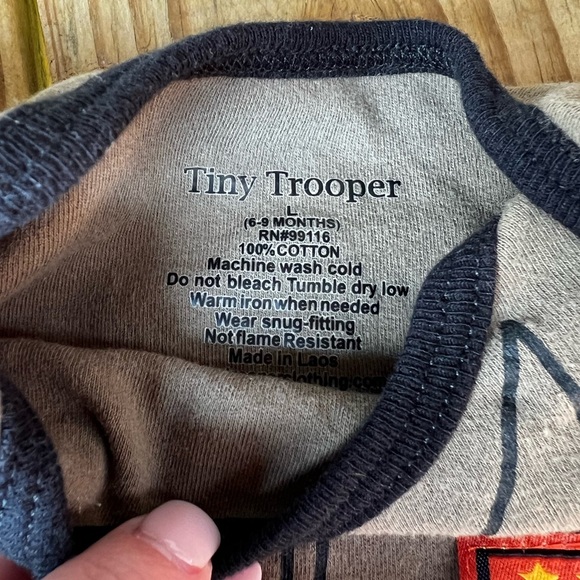 Tiny Trooper
L
(6-9 MONTHS)
RN#99116
100% COTTON
Machine wash cold
Do not bleach Tumble dry low
Warm iron when needed
Wear snug-fitting
Not flame Resistant
Made in Laos